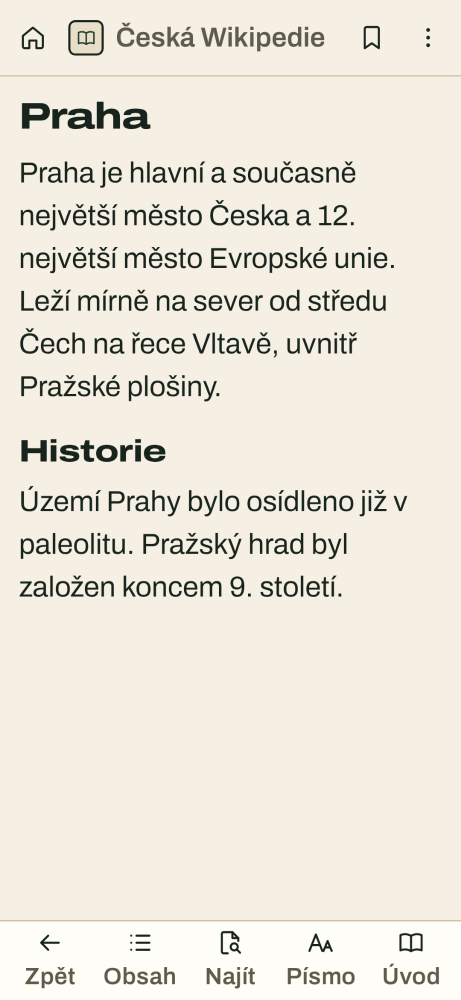 Česká Wikipedie
Praha
Praha je hlavní a současně
největší město Česka a 12.
největší město Evropské unie.
Leží mírně na sever od středu
Čech na řece Vltavě, uvnitř
Pražské plošiny.
Historie
Území Prahy bylo osídleno již v
paleolitu. Pražský hrad byl
založen koncem 9. století.
Zpět Obsah Najít Písmo Úvod